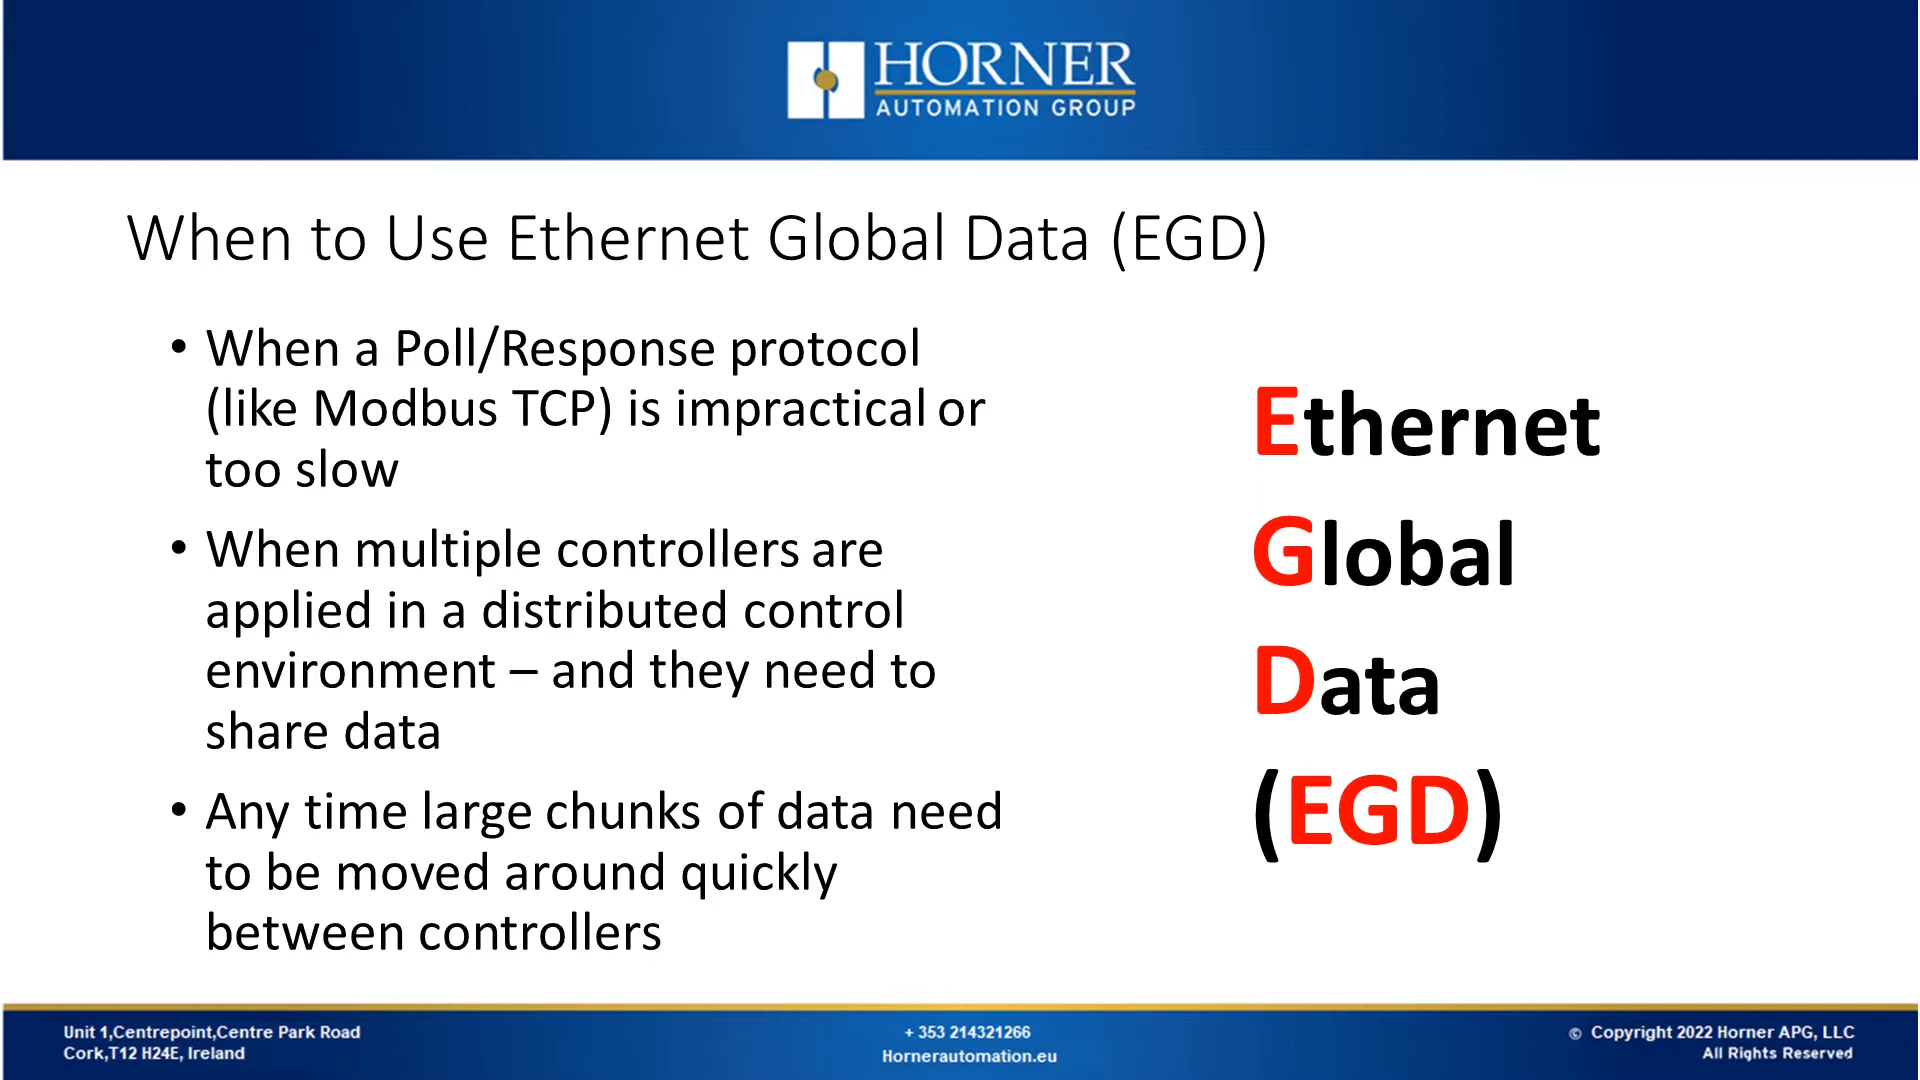 HORNER
AUTOMATION GROUP
When to Use Ethernet Global Data (EGD)
• When a Poll/Response protocol
(like Modbus TCP) is impractical or
too slow
• When multiple controllers are
applied in a distributed control
environment – and they need to
share data
• Any time large chunks of data need
to be moved around quickly
between controllers
Ethernet
Global
Data
(EGD)
Unit 1,Centrepoint,Centre Park Road
Cork,T12 H24E, Ireland
+ 353 214321266
Hornerautomation.eu
© Copyright 2022 Horner APG, LLC
All Rights Reserved